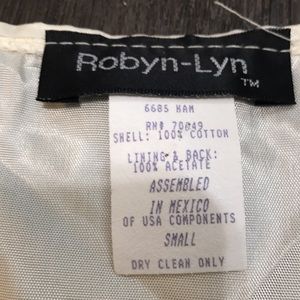 Robyn-Lyn
TM
6685 HAM
RN# 70049
SHELL: 100% COTTON
LINING & BACK:
100% ACETATE
ASSEMBLED
IN MEXICO
OF USA COMPONENTS
SMALL
DRY CLEAN ONLY